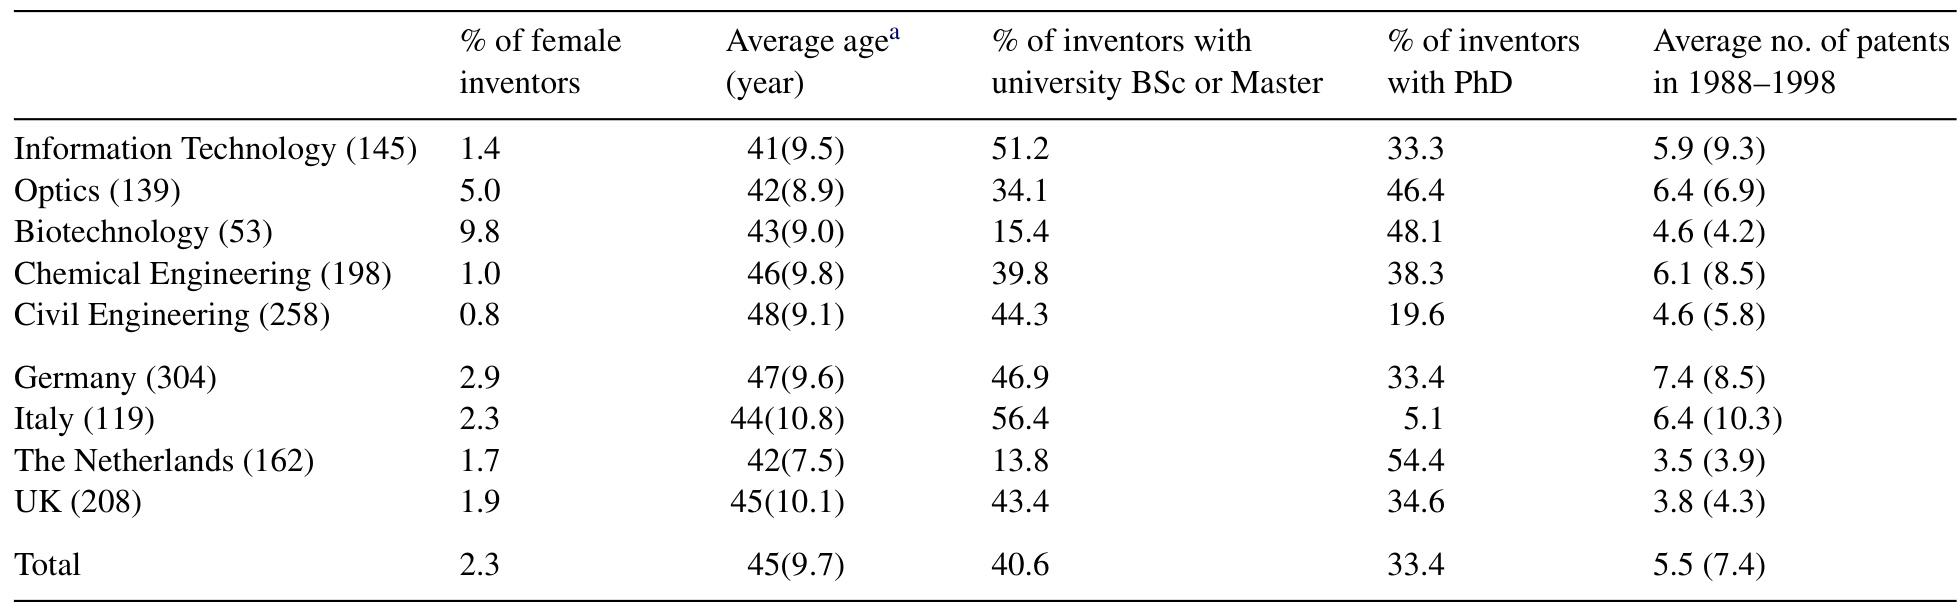 % of female inventors Average ageᵃ (year) % of inventors with university BSc or Master % of inventors with PhD Average no. of patents in 1988–1998
Information Technology (145) 1.4 41(9.5) 51.2 33.3 5.9 (9.3)
Optics (139) 5.0 42(8.9) 34.1 46.4 6.4 (6.9)
Biotechnology (53) 9.8 43(9.0) 15.4 48.1 4.6 (4.2)
Chemical Engineering (198) 1.0 46(9.8) 39.8 38.3 6.1 (8.5)
Civil Engineering (258) 0.8 48(9.1) 44.3 19.6 4.6 (5.8)
Germany (304) 2.9 47(9.6) 46.9 33.4 7.4 (8.5)
Italy (119) 2.3 44(10.8) 56.4 5.1 6.4 (10.3)
The Netherlands (162) 1.7 42(7.5) 13.8 54.4 3.5 (3.9)
UK (208) 1.9 45(10.1) 43.4 34.6 3.8 (4.3)
Total 2.3 45(9.7) 40.6 33.4 5.5 (7.4)